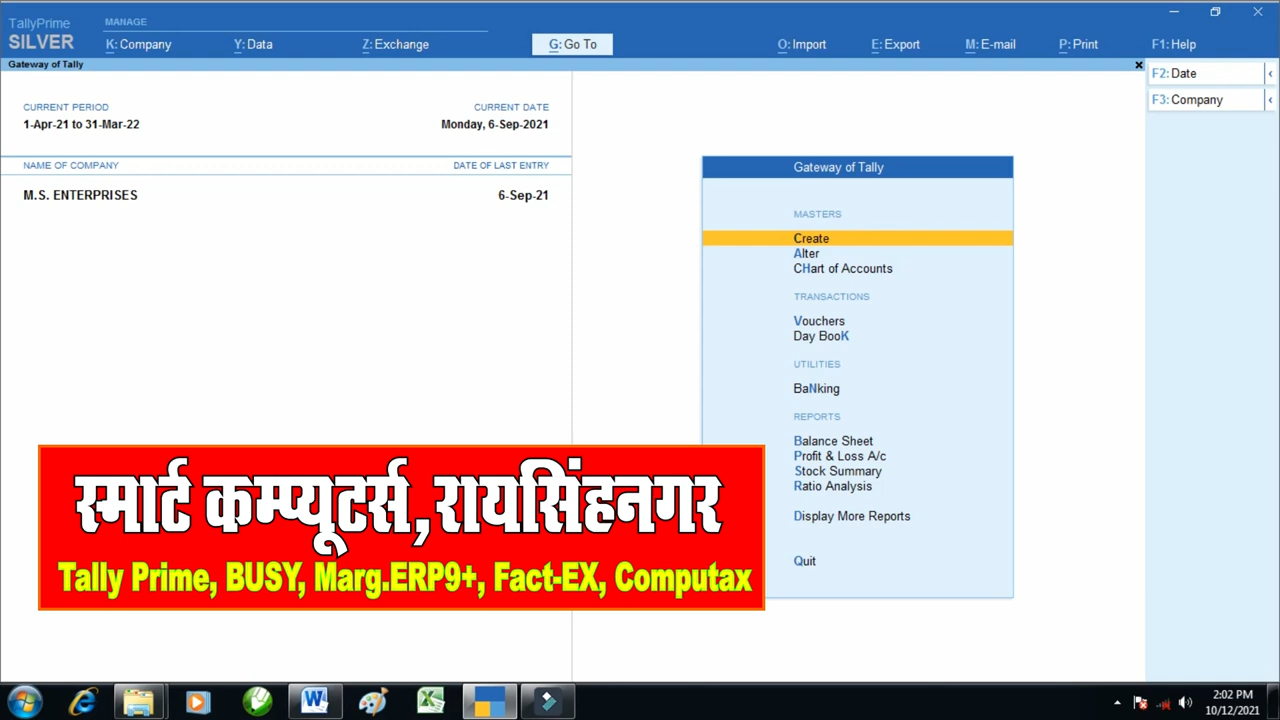 TallyPrime
SILVER
MANAGE
K: Company
Y: Data
Z: Exchange
G: Go To
O: Import
E: Export
M: E-mail
P: Print
F1: Help
Gateway of Tally
F2: Date
F3: Company
CURRENT PERIOD
CURRENT DATE
1-Apr-21 to 31-Mar-22
Monday, 6-Sep-2021
NAME OF COMPANY
DATE OF LAST ENTRY
M.S. ENTERPRISES
6-Sep-21
Gateway of Tally
MASTERS
Create
Alter
CHart of Accounts
TRANSACTIONS
Vouchers
Day BooK
UTILITIES
BaNking
REPORTS
Balance Sheet
Profit & Loss A/c
Stock Summary
Ratio Analysis
Display More Reports
Quit
स्मार्ट कम्प्यूटर्स,रायसिंहनगर
Tally Prime, BUSY, Marg.ERP9+, Fact-EX, Computax
2:02 PM
10/12/2021